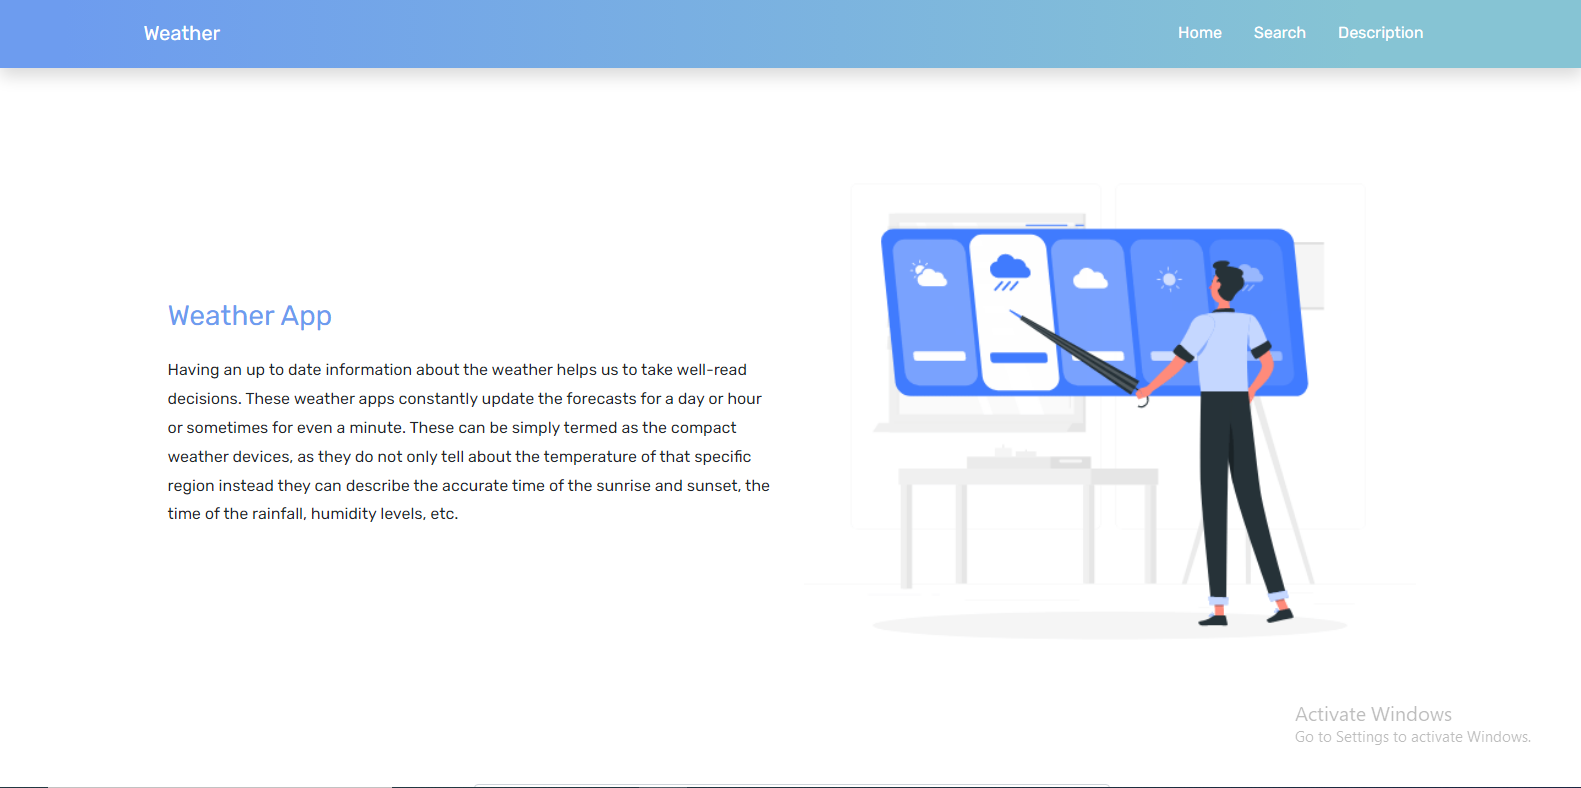 Weather
Home Search Description
Weather App
Having an up to date information about the weather helps us to take well-read
decisions. These weather apps constantly update the forecasts for a day or hour
or sometimes for even a minute. These can be simply termed as the compact
weather devices, as they do not only tell about the temperature of that specific
region instead they can describe the accurate time of the sunrise and sunset, the
time of the rainfall, humidity levels, etc.
Activate Windows
Go to Settings to activate Windows.